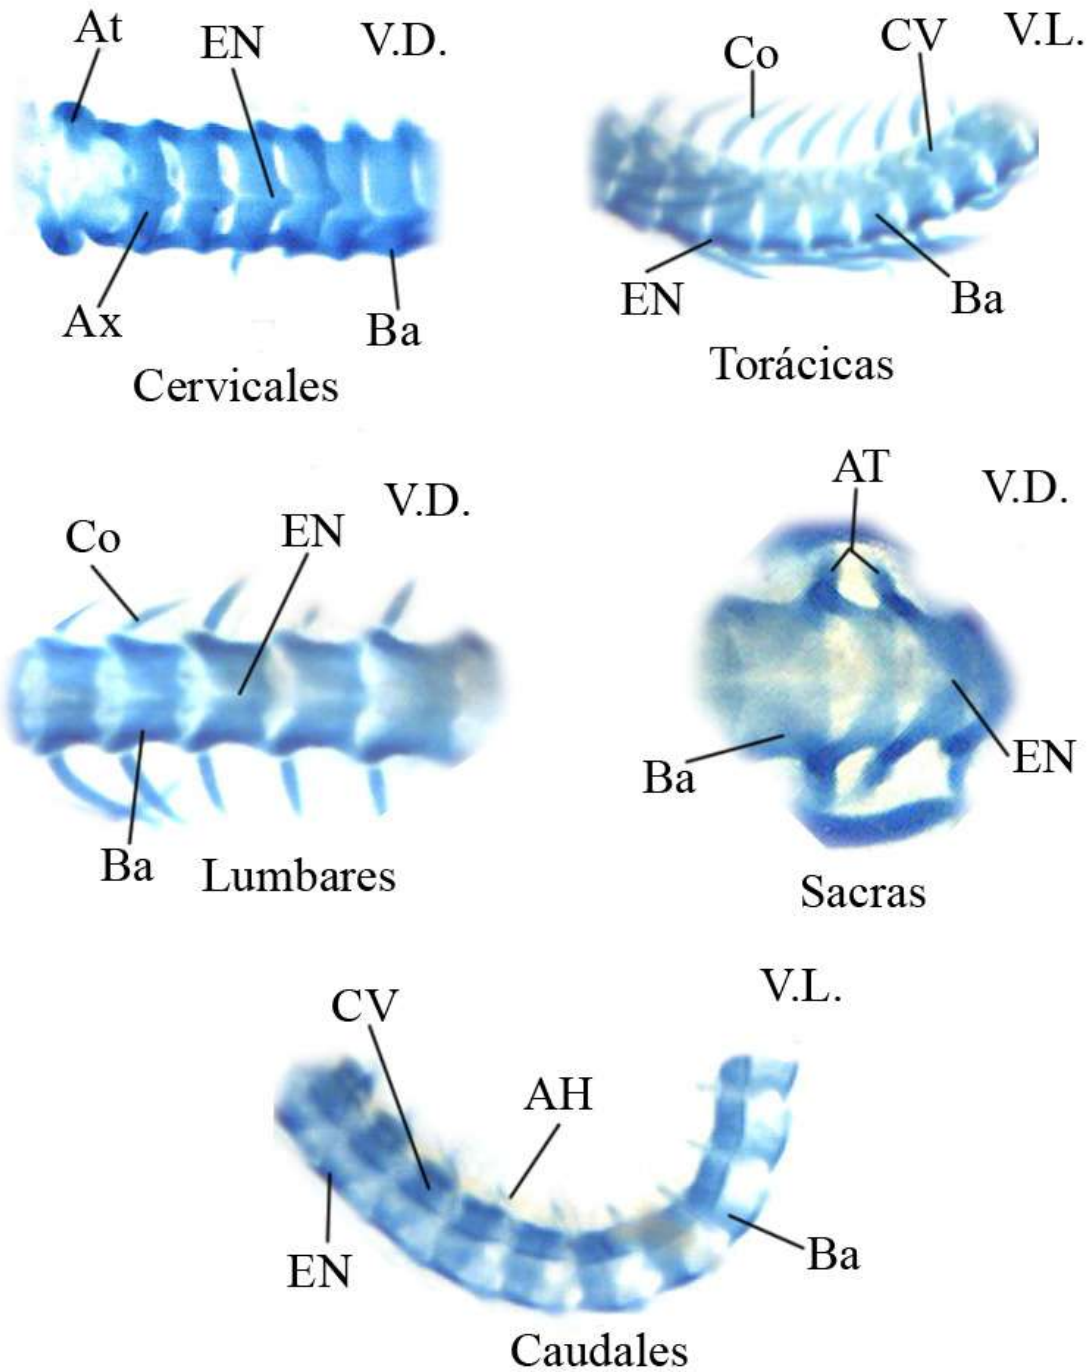 At
EN
V.D.
Ax
Ba
Cervicales
Co
CV
V.L.
EN
Ba
Torácicas
Co
EN
V.D.
Ba
Lumbares
AT
V.D.
Ba
EN
Sacras
CV
AH
V.L.
EN
Ba
Caudales